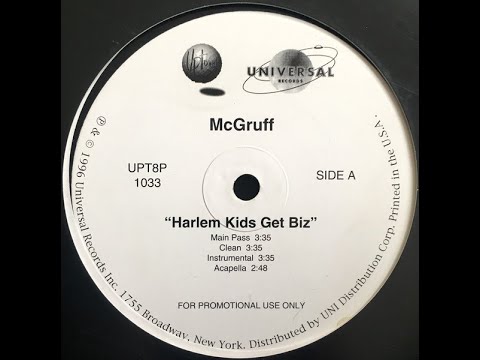 Uptown
UNIVERSAL
RECORDS
McGruff
UPT8P
1033
SIDE A
“Harlem Kids Get Biz”
Main Pass 3:35
Clean 3:35
Instrumental 3:35
Acapella 2:48
FOR PROMOTIONAL USE ONLY
℗ & © 1996 Universal Records Inc. 1755 Broadway, New York. Distributed by UNI Distribution Corp. Printed in the U.S.A.